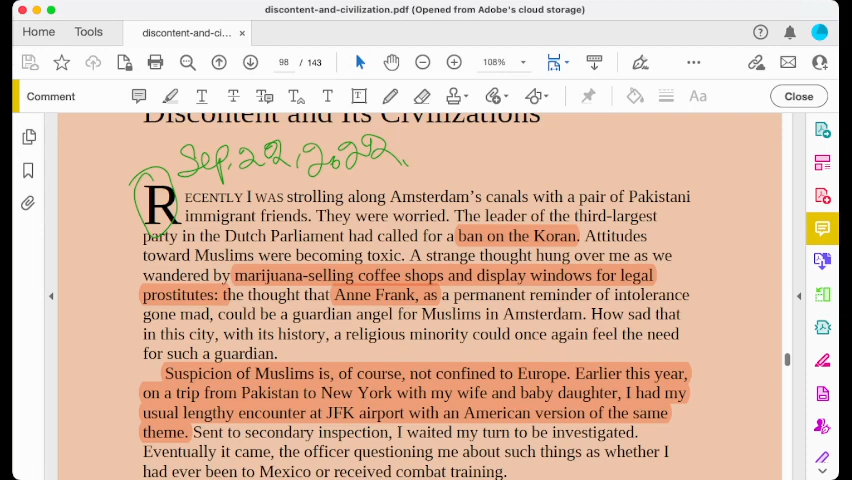 discontent-and-civilization.pdf (Opened from Adobe's cloud storage)
Home Tools discontent-and-ci... ×
98 / 143 108%
Comment Close
Discontent and Its Civilizations
Sep. 22, 2022
RECENTLY I WAS strolling along Amsterdam's canals with a pair of Pakistani
immigrant friends. They were worried. The leader of the third-largest
party in the Dutch Parliament had called for a ban on the Koran. Attitudes
toward Muslims were becoming toxic. A strange thought hung over me as we
wandered by marijuana-selling coffee shops and display windows for legal
prostitutes: the thought that Anne Frank, as a permanent reminder of intolerance
gone mad, could be a guardian angel for Muslims in Amsterdam. How sad that
in this city, with its history, a religious minority could once again feel the need
for such a guardian.
Suspicion of Muslims is, of course, not confined to Europe. Earlier this year,
on a trip from Pakistan to New York with my wife and baby daughter, I had my
usual lengthy encounter at JFK airport with an American version of the same
theme. Sent to secondary inspection, I waited my turn to be investigated.
Eventually it came, the officer questioning me about such things as whether I
had ever been to Mexico or received combat training.